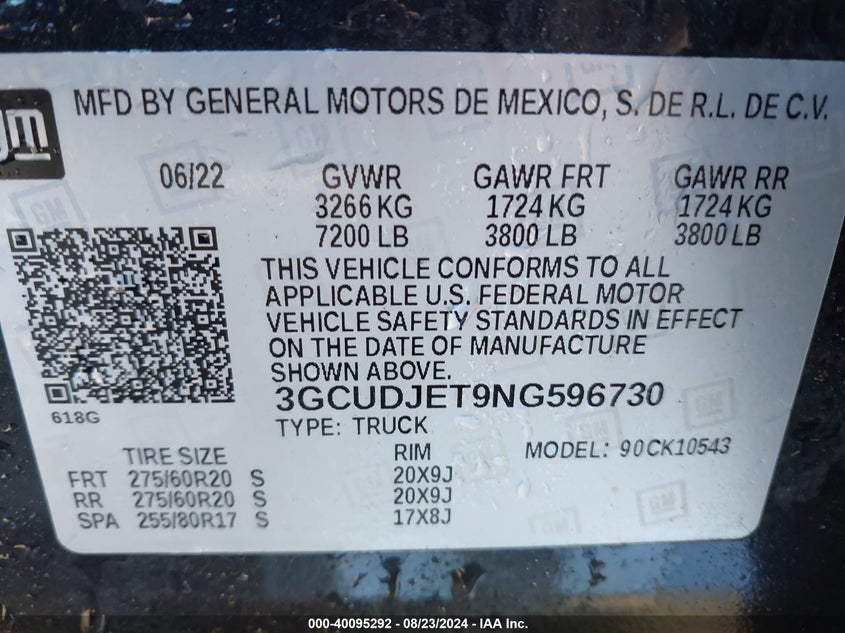 gm
MFD BY GENERAL MOTORS DE MEXICO, S. DE R.L. DE C.V.
06/22 GVWR GAWR FRT GAWR RR
3266 KG 1724 KG 1724 KG
7200 LB 3800 LB 3800 LB
THIS VEHICLE CONFORMS TO ALL
APPLICABLE U.S. FEDERAL MOTOR
VEHICLE SAFETY STANDARDS IN EFFECT
ON THE DATE OF MANUFACTURE
SHOWN ABOVE.
3GCUDJET9NG596730
618G
TYPE: TRUCK
TIRE SIZE RIM MODEL: 90CK10543
FRT 275/60R20 S 20X9J
RR 275/60R20 S 20X9J
SPA 255/80R17 S 17X8J
000-40095292 - 08/23/2024 - IAA Inc.